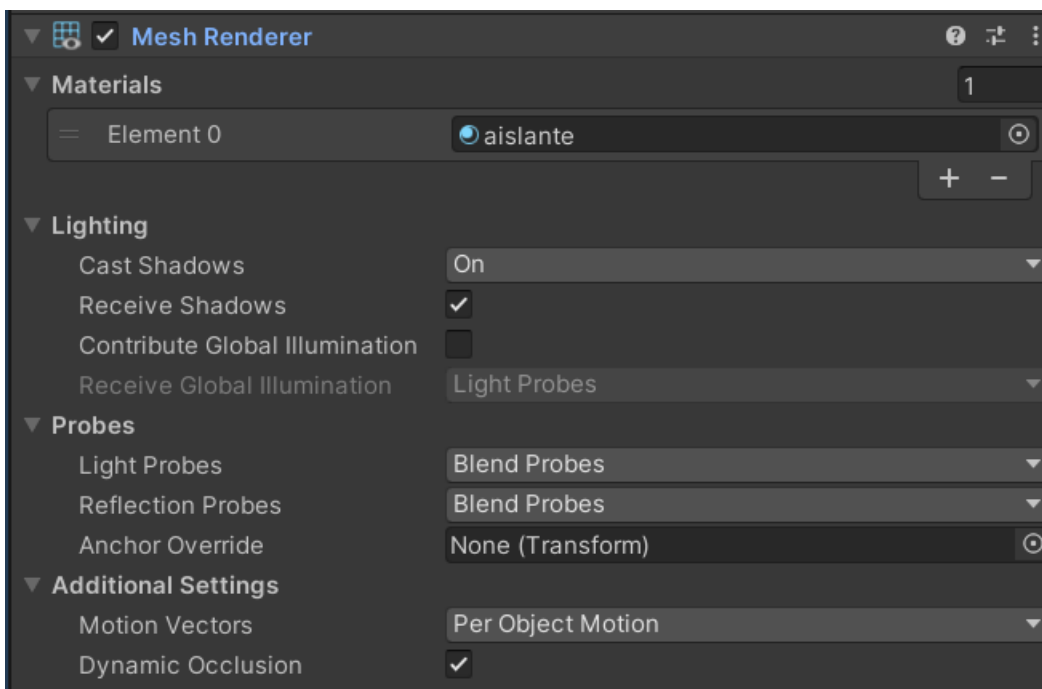 Mesh Renderer
Materials 1
Element 0 aislante
Lighting
Cast Shadows On
Receive Shadows
Contribute Global Illumination
Receive Global Illumination Light Probes
Probes
Light Probes Blend Probes
Reflection Probes Blend Probes
Anchor Override None (Transform)
Additional Settings
Motion Vectors Per Object Motion
Dynamic Occlusion